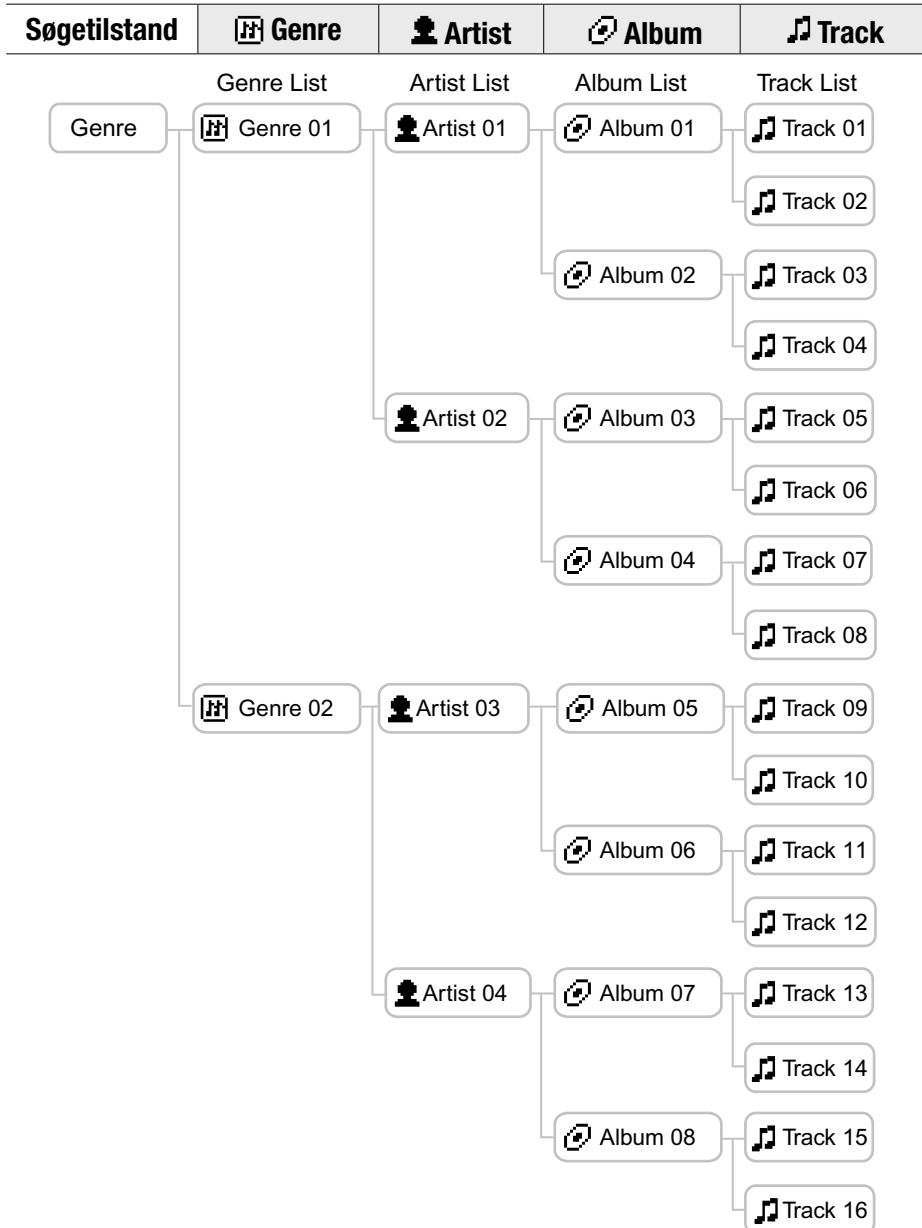 Søgetilstand Genre Artist Album Track
Genre List Artist List Album List Track List
Genre Genre 01 Artist 01 Album 01 Track 01
Track 02
Album 02 Track 03
Track 04
Artist 02 Album 03 Track 05
Track 06
Album 04 Track 07
Track 08
Genre 02 Artist 03 Album 05 Track 09
Track 10
Album 06 Track 11
Track 12
Artist 04 Album 07 Track 13
Track 14
Album 08 Track 15
Track 16